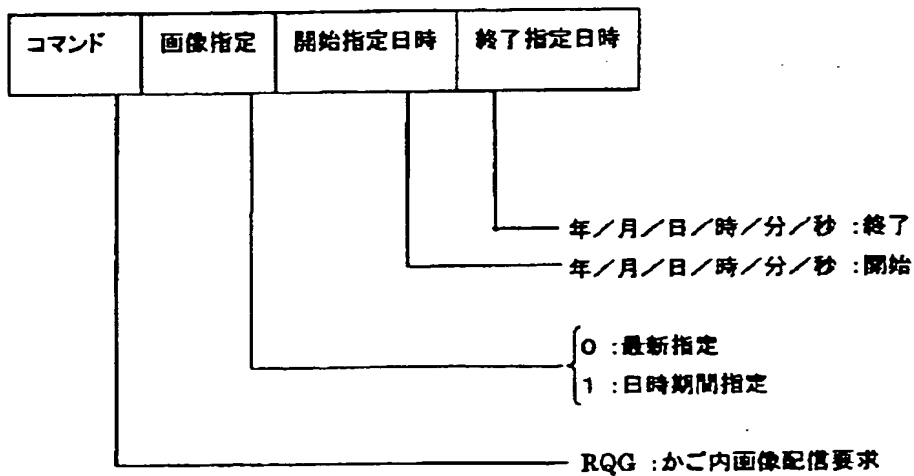 コマンド 画像指定 開始指定日時 終了指定日時
年/月/日/時/分/秒 :終了
年/月/日/時/分/秒 :開始
0 :最新指定
1 :日時期間指定
RQG :かご内画像配信要求